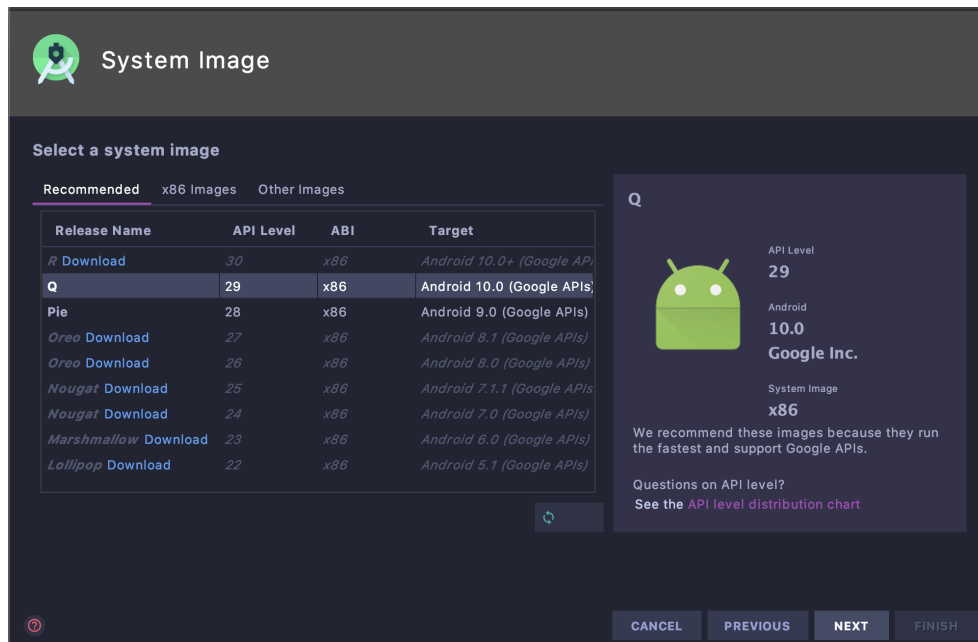 System Image
Select a system image
Recommended x86 Images Other Images
Release Name API Level ABI Target
R Download 30 x86 Android 10.0+ (Google API
Q 29 x86 Android 10.0 (Google APIs)
Pie 28 x86 Android 9.0 (Google APIs)
Oreo Download 27 x86 Android 8.1 (Google APIs)
Oreo Download 26 x86 Android 8.0 (Google APIs)
Nougat Download 25 x86 Android 7.1.1 (Google APIs
Nougat Download 24 x86 Android 7.0 (Google APIs)
Marshmallow Download 23 x86 Android 6.0 (Google APIs)
Lollipop Download 22 x86 Android 5.1 (Google APIs)
Q
API Level
29
Android
10.0
Google Inc.
System Image
x86
We recommend these images because they run
the fastest and support Google APIs.
Questions on API level?
See the API level distribution chart
?
CANCEL PREVIOUS NEXT FINISH